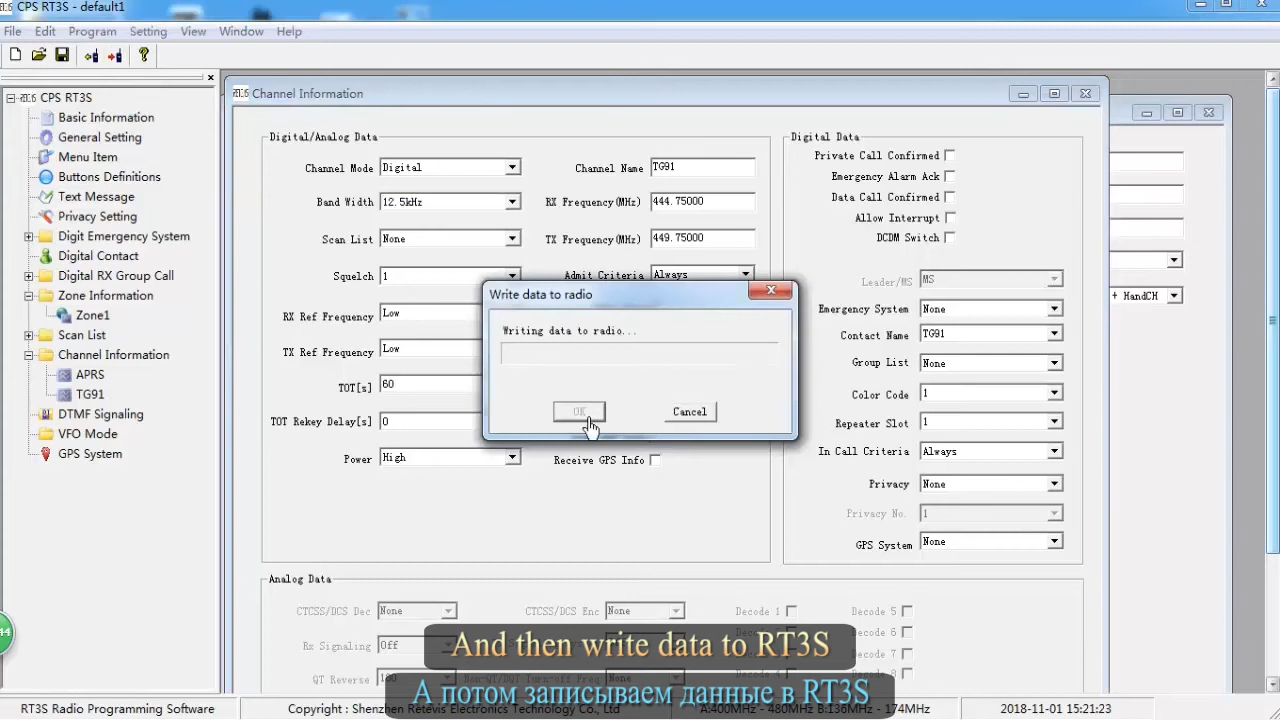 CPS RT3S - default1
File Edit Program Setting View Window Help
CPS RT3S
Basic Information
General Setting
Menu Item
Buttons Definitions
Text Message
Privacy Setting
Digit Emergency System
Digital Contact
Digital RX Group Call
Zone Information
Zone1
Scan List
Channel Information
APRS
TG91
DTMF Signaling
VFO Mode
GPS System
Channel Information
Digital/Analog Data
Channel Mode Digital
Band Width 12.5kHz
Scan List None
Squelch 1
RX Ref Frequency Low
TX Ref Frequency Low
TOT[s] 60
TOT Rekey Delay[s] 0
Power High
Channel Name TG91
RX Frequency(MHz) 444.75000
TX Frequency(MHz) 449.75000
Admit Criteria Always
Receive GPS Info
Write data to radio
Writing data to radio...
OK Cancel
Digital Data
Private Call Confirmed
Emergency Alarm Ack
Data Call Confirmed
Allow Interrupt
DCDM Switch
Leader/MS MS
Emergency System None
Contact Name TG91
Group List None
Color Code 1
Repeater Slot 1
In Call Criteria Always
Privacy None
Privacy No. 1
GPS System None
+ HandCH
Analog Data
CTCSS/DCS Dec None CTCSS/DCS Enc None Decode 1 Decode 5
Rx Signaling Off
QT Reverse 180
44
And then write data to RT3S
А потом записываем данные в RT3S
RT3S Radio Programming Software
Copyright : Shenzhen Retevis Electronics Technology Co., Ltd
A:400MHz - 480MHz B:136MHz - 174MHz
2018-11-01 15:21:23